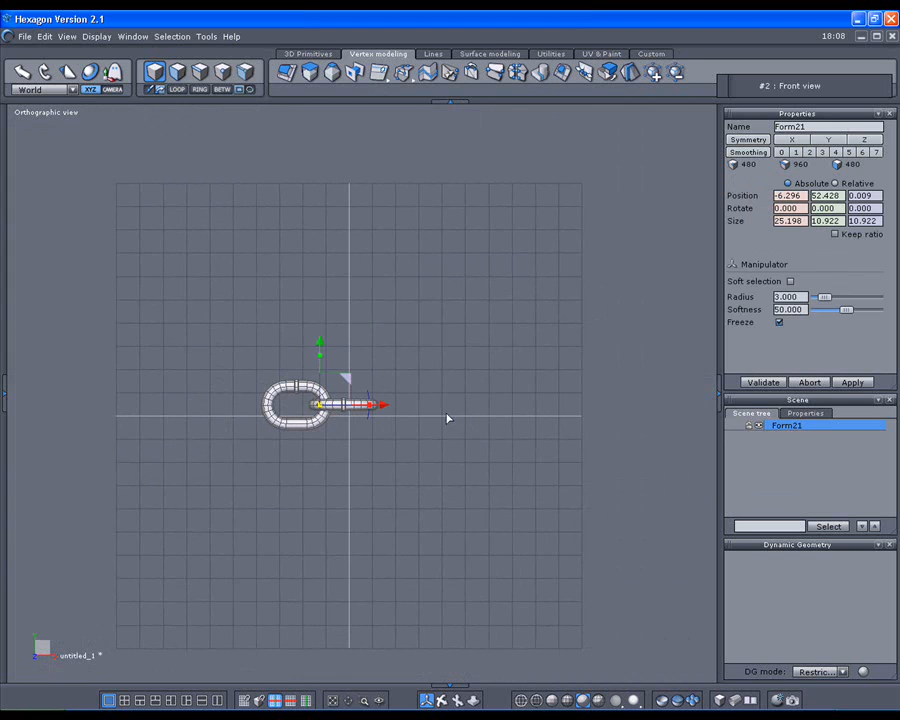 Hexagon Version 2.1
File Edit View Display Window Selection Tools Help
18:08
3D Primitives Vertex modeling Lines Surface modeling Utilities UV & Paint Custom
World
XYZ CAMERA
LOOP RING BETW
#2 : Front view
Orthographic view
Properties
Name Form21
Symmetry X Y Z
Smoothing 0 1 2 3 4 5 6 7
480 960 480
Absolute Relative
Position -6.296 52.428 0.009
Rotate 0.000 0.000 0.000
Size 25.198 10.922 10.922
Keep ratio
Manipulator
Soft selection
Radius 3.000
Softness 50.000
Freeze
Validate Abort Apply
Scene
Scene tree Properties
Form21
Select
Dynamic Geometry
untitled_1 *
DG mode: Restric...